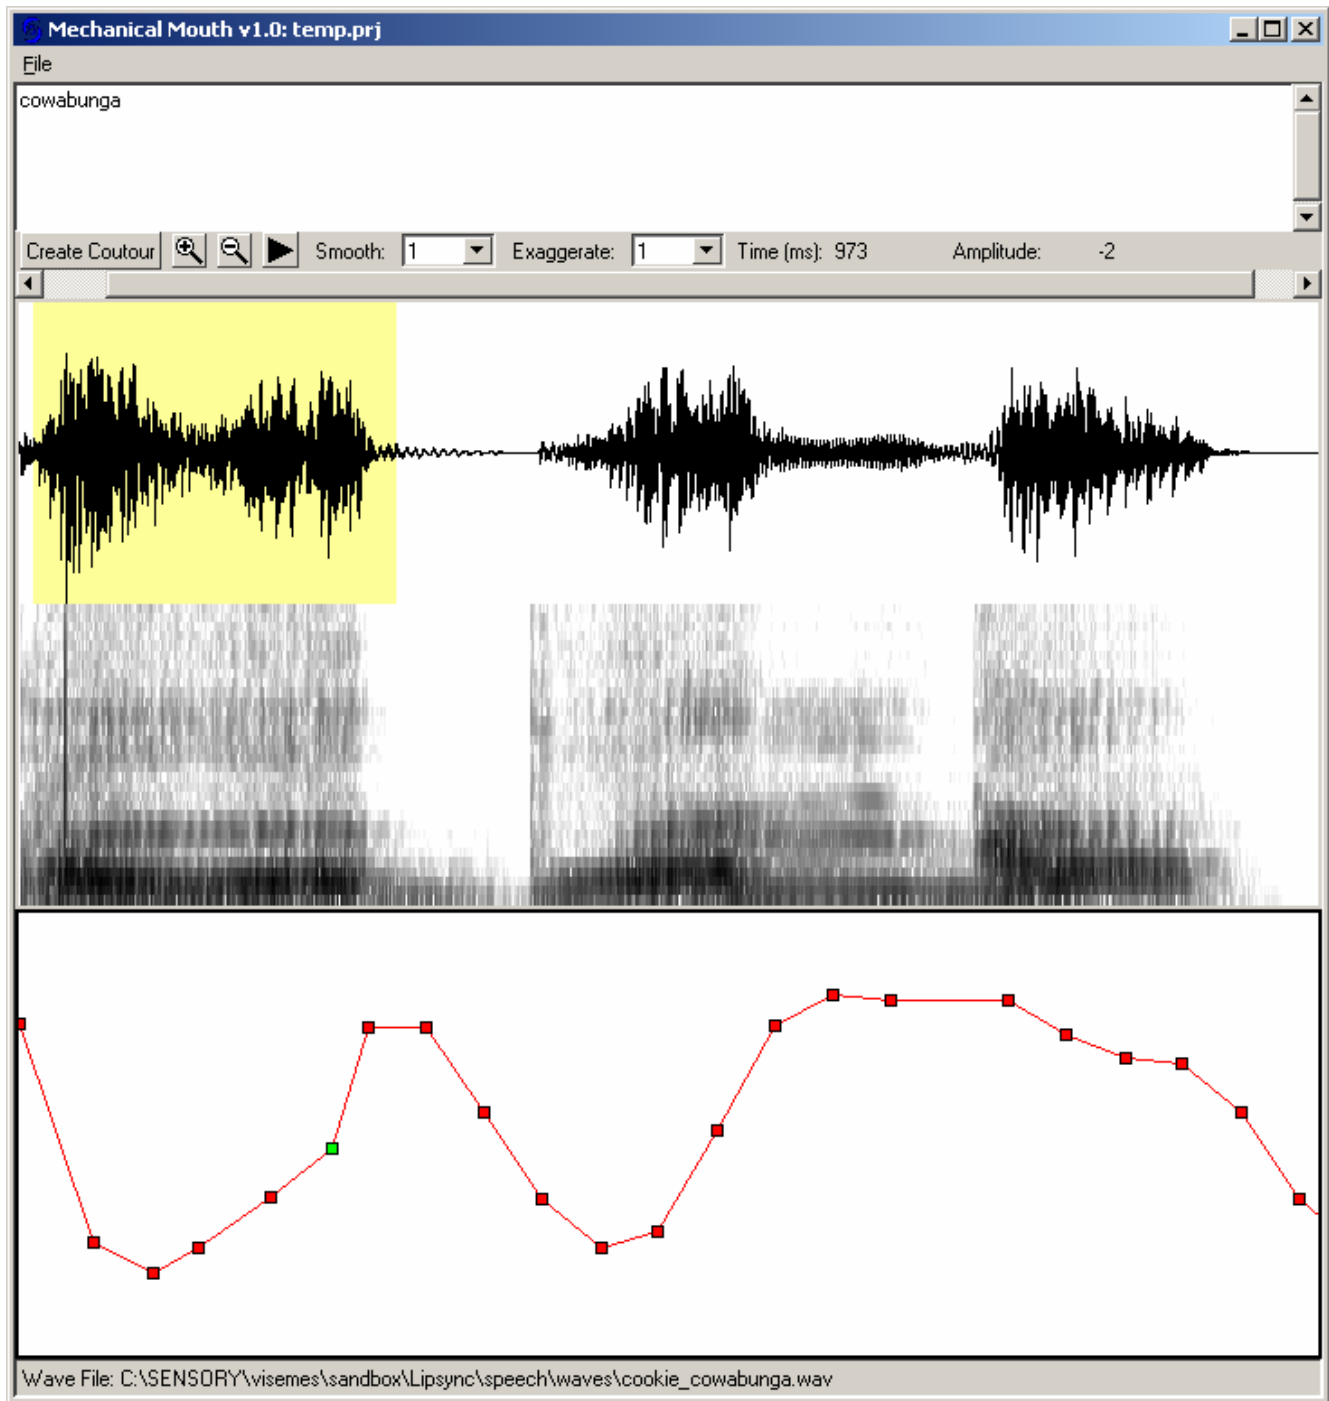 Mechanical Mouth v1.0: temp.prj
File
cowabunga
Create Coutour Smooth: 1 Exaggerate: 1 Time (ms): 973 Amplitude: -2
Wave File: C:\SENSORY\visemes\sandbox\Lipsync\speech\waves\cookie_cowabunga.wav